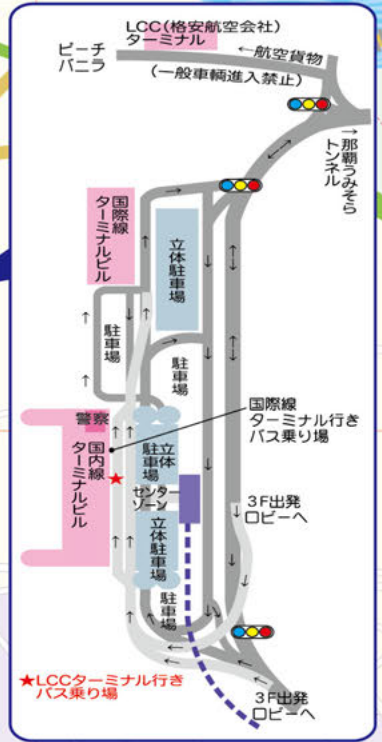 LCC(格安航空会社)
ターミナル
ピーチ
バニラ
←航空貨物
(一般車輌進入禁止)
→那覇うみそら
トンネル
国際線
ターミナルビル
立体駐車場
駐車場
駐車場
警察
国内線
ターミナルビル
立体
駐車場
国際線
ターミナル行き
バス乗り場
センター
ゾーン
立体駐車場
3F出発
ロビーへ
駐車場
★LCCターミナル行き
バス乗り場
3F出発
ロビーへ